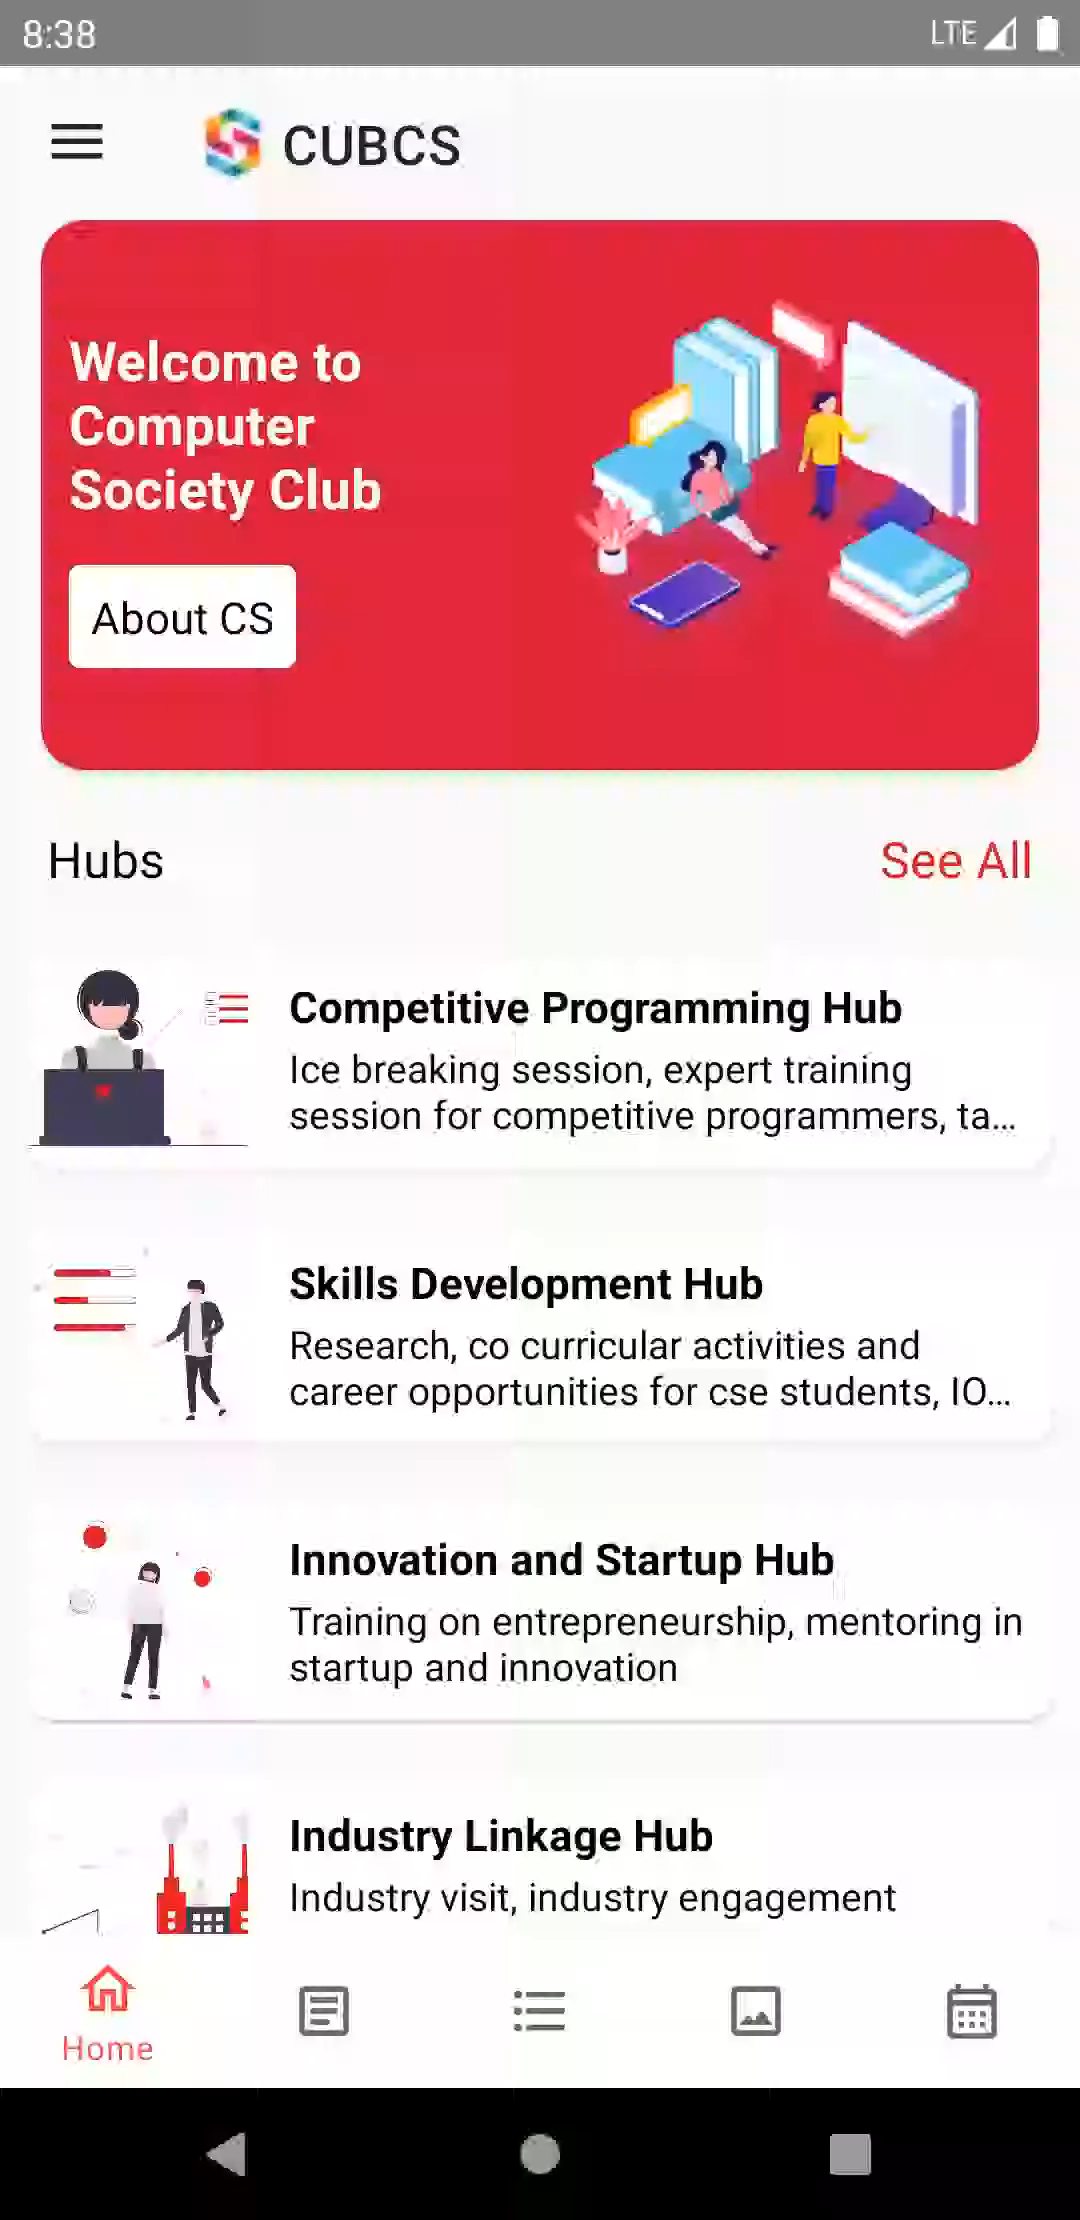 8:38
LTE
CUBCS
Welcome to
Computer
Society Club
About CS
Hubs
See All
Competitive Programming Hub
Ice breaking session, expert training
session for competitive programmers, ta...
Skills Development Hub
Research, co curricular activities and
career opportunities for cse students, IO...
Innovation and Startup Hub
Training on entrepreneurship, mentoring in
startup and innovation
Industry Linkage Hub
Industry visit, industry engagement
Home